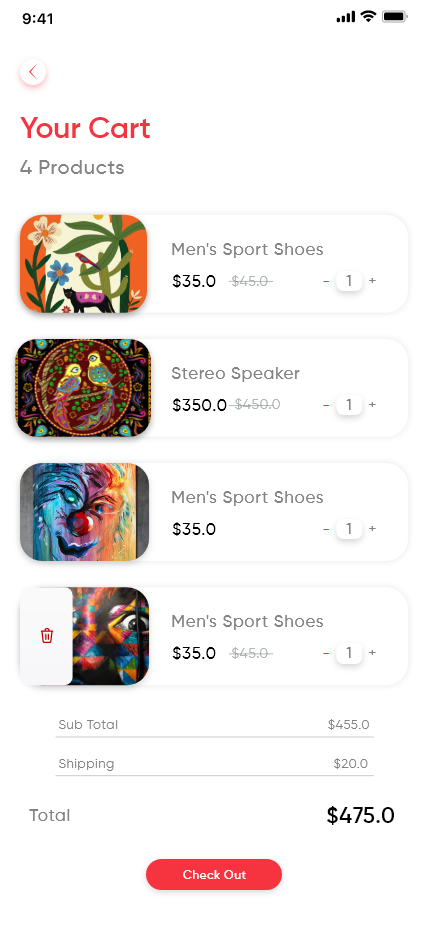 9:41
Your Cart
4 Products
Men's Sport Shoes
$35.0 $45.0 - 1 +
Stereo Speaker
$350.0 $450.0 - 1 +
Men's Sport Shoes
$35.0 - 1 +
Men's Sport Shoes
$35.0 $45.0 - 1 +
Sub Total $455.0
Shipping $20.0
Total $475.0
Check Out